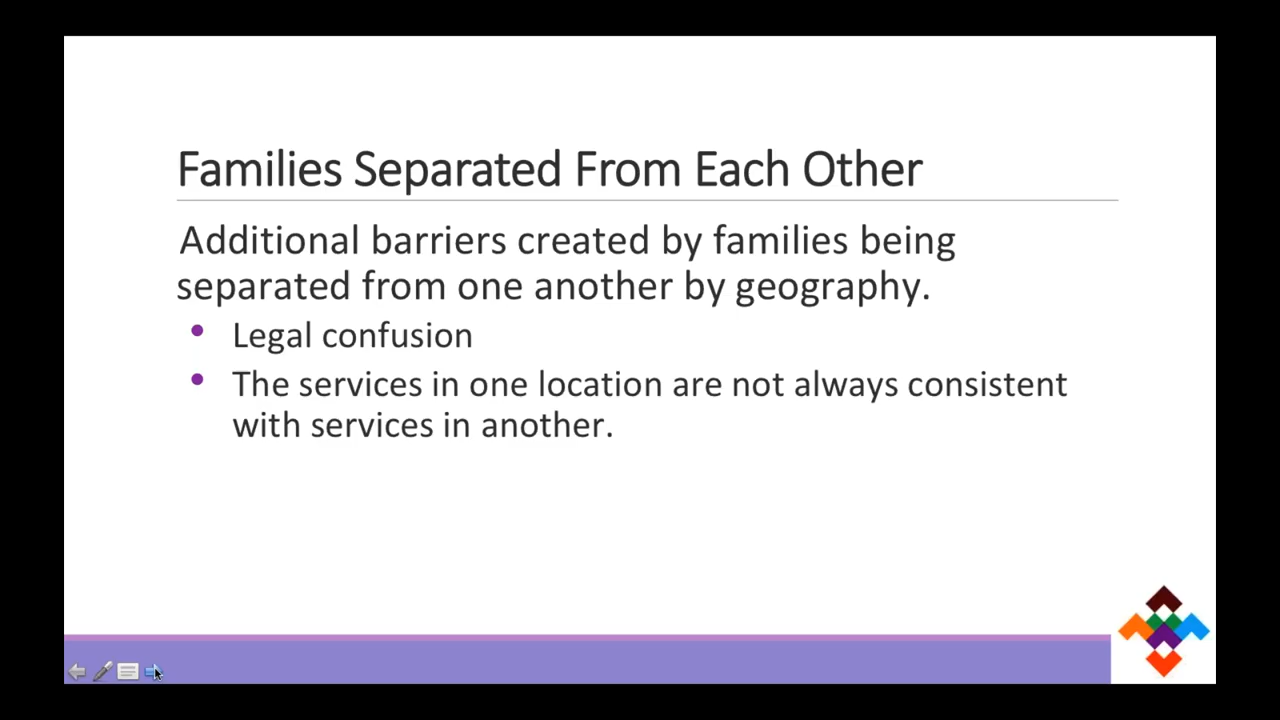 Families Separated From Each Other
Additional barriers created by families being
separated from one another by geography.
• Legal confusion
• The services in one location are not always consistent
with services in another.